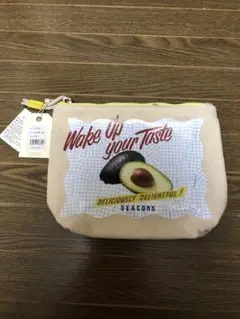 Wake Up
your Taste
DELICIOUSLY DELIGHTFUL!
BEACONS